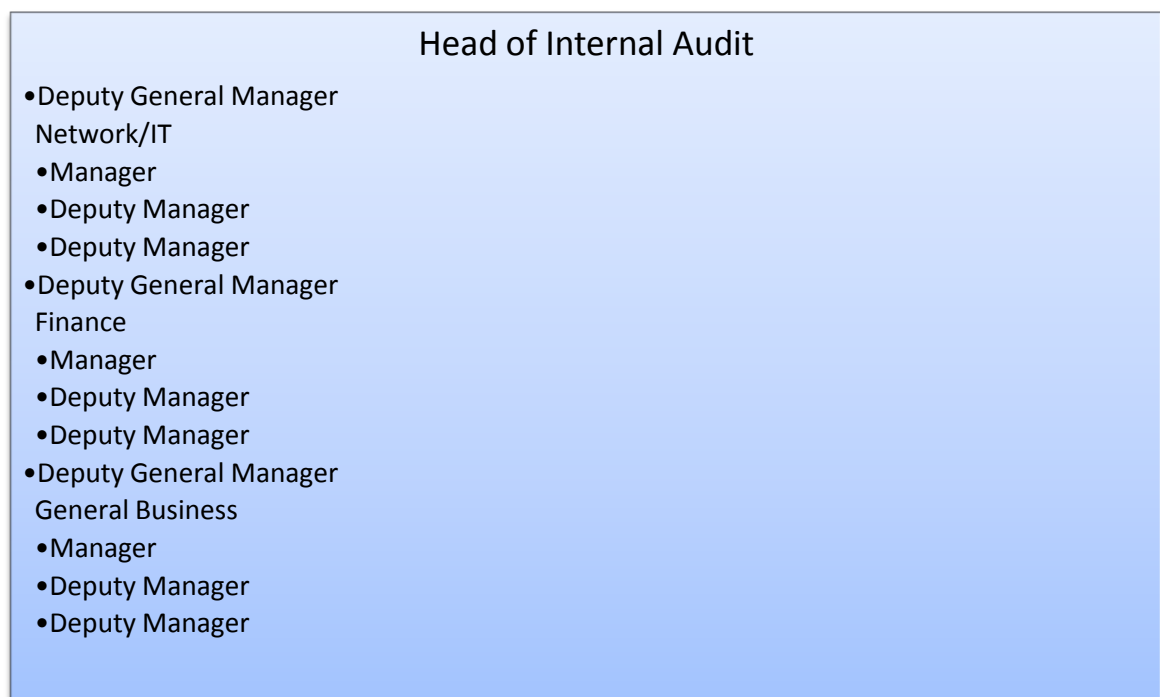 Head of Internal Audit
•Deputy General Manager
Network/IT
•Manager
•Deputy Manager
•Deputy Manager
•Deputy General Manager
Finance
•Manager
•Deputy Manager
•Deputy Manager
•Deputy General Manager
General Business
•Manager
•Deputy Manager
•Deputy Manager